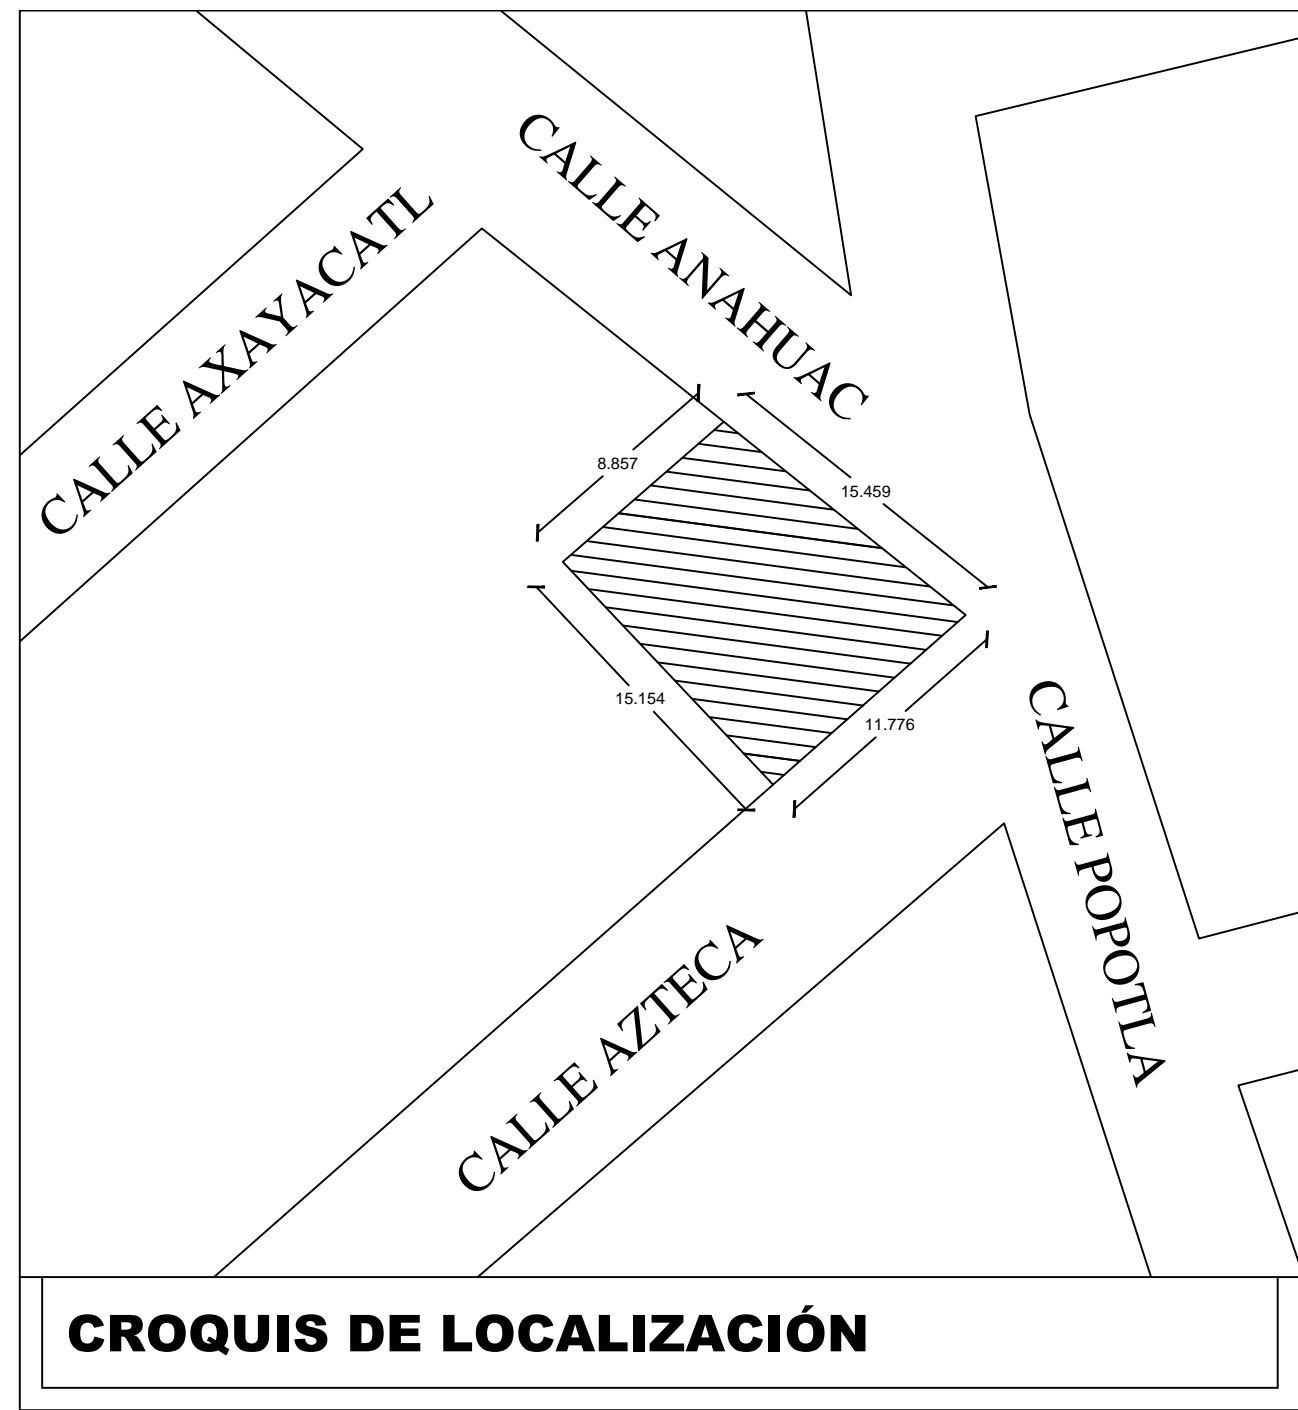 CALLE ANAHUAC
CALLE AXAYACATL
8.857
15.459
15.154
11.776
CALLE POPOTLA
CALLE AZTECA
CROQUIS DE LOCALIZACIÓN